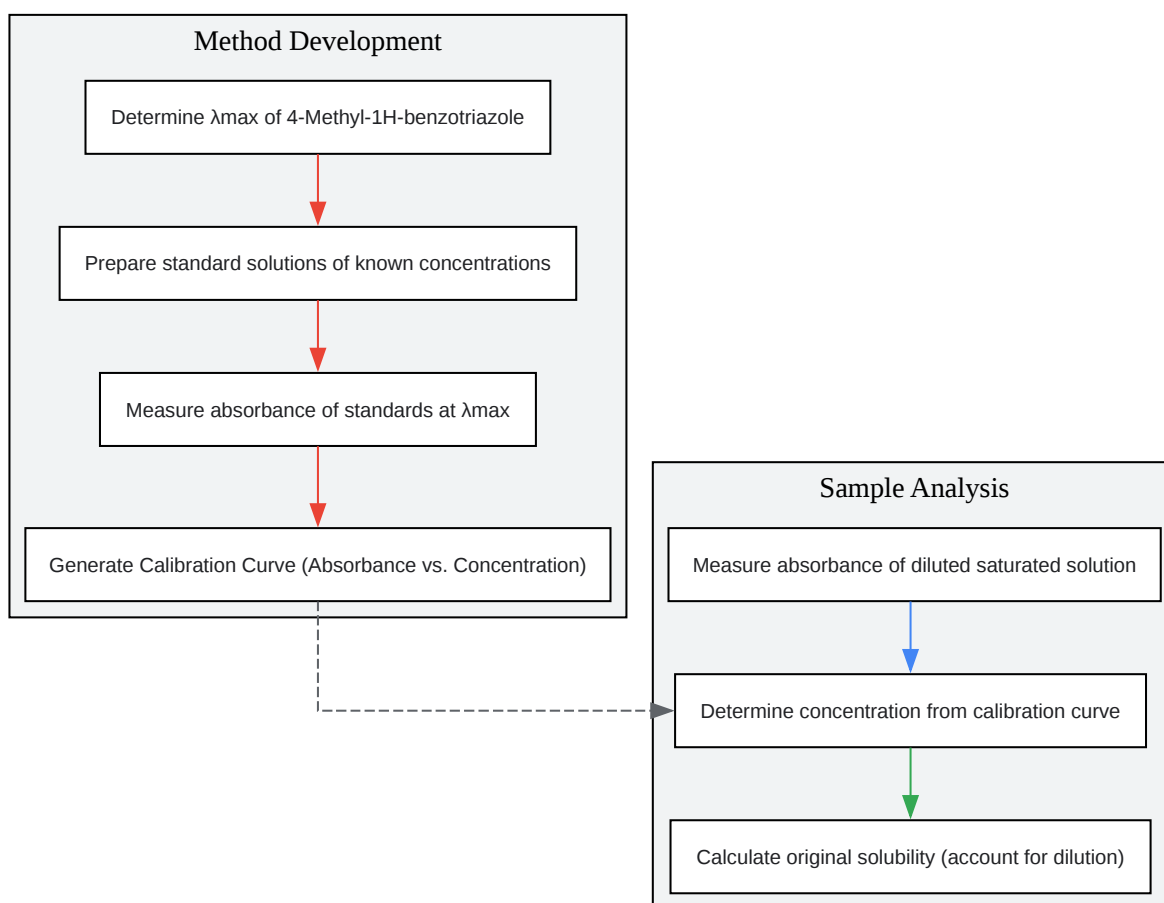 Method Development
Determine λmax of 4-Methyl-1H-benzotriazole
Prepare standard solutions of known concentrations
Measure absorbance of standards at λmax
Generate Calibration Curve (Absorbance vs. Concentration)
Sample Analysis
Measure absorbance of diluted saturated solution
Determine concentration from calibration curve
Calculate original solubility (account for dilution)